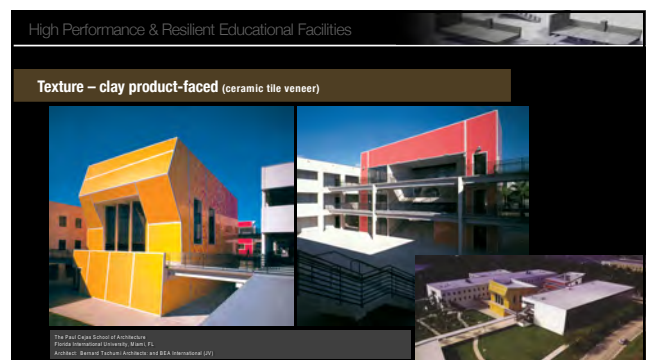 High Performance & Resilient Educational Facilities
Texture – clay product-faced (ceramic tile veneer)
The Paul Cejas School of Architecture
Florida International University, Miami, FL
Architect: Bernard Tschumi Architects and BEA International (JV)